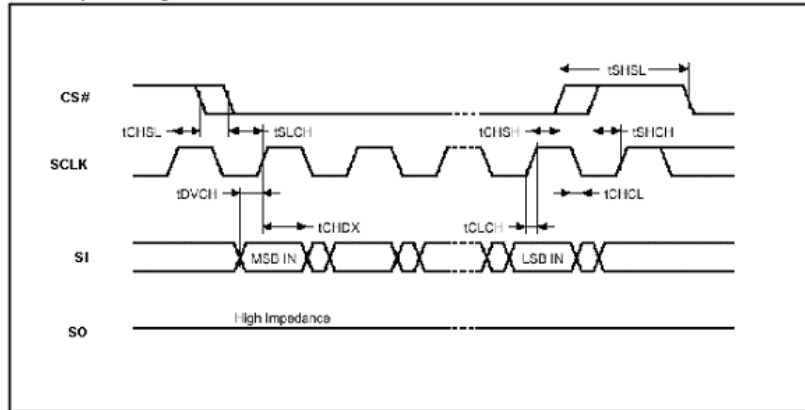 tSHSL
CS#
tCHSL
tSLCH
tCHSH
tSHCH
SCLK
tDVCH
tCHDX
tCLCH
tCHCL
SI
MSB IN
LSB IN
High Impedance
SO